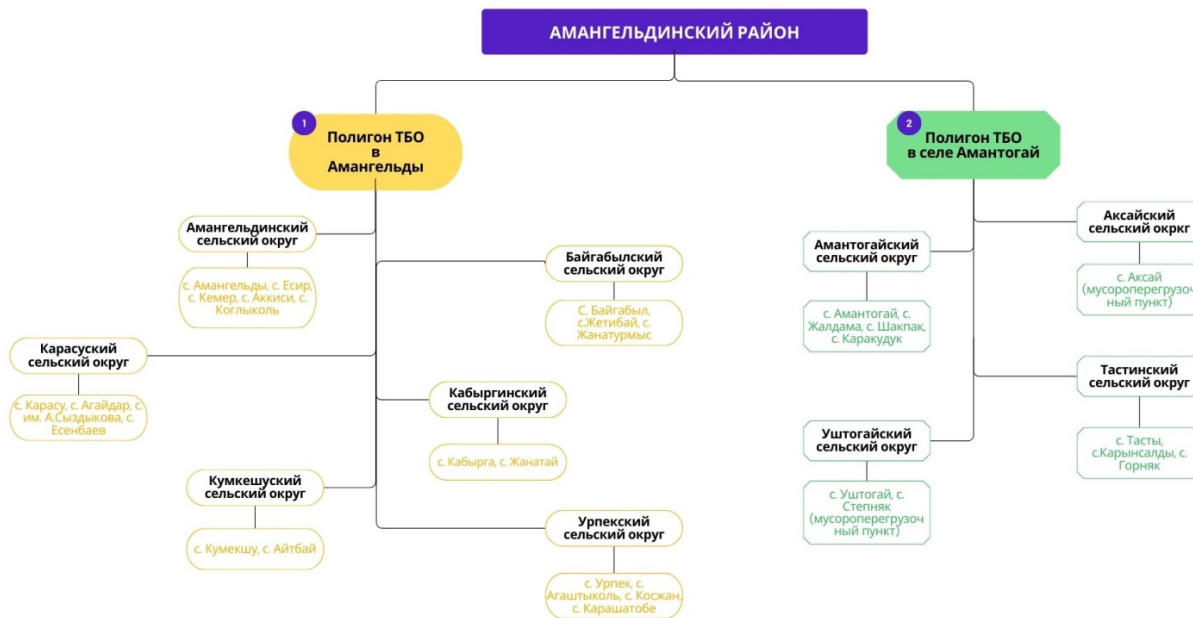 АМАНГЕЛЬДИНСКИЙ РАЙОН
1
Полигон ТБО
в
Амангельды
2
Полигон ТБО
в селе Амантогай
Амангельдинский
сельский округ
с. Амангельды, с. Есир,
с. Кемер, с. Аккиси, с.
Коглыколь
Байгабылский
сельский округ
С. Байгабыл,
с.Жетибай, с.
Жанатурмыс
Карасуский
сельский округ
с. Карасу, с. Агайдар, с.
им. А.Сыздыкова, с.
Есенбаев
Кабыргинский
сельский округ
с. Кабырга, с. Жанатай
Кумкешуский
сельский округ
с. Кумекшу, с. Айтбай
Урпекский
сельский округ
с. Урпек, с.
Агаштыколь, с. Косжан,
с. Карашатобе
Амантогайский
сельский округ
с. Амантогай, с.
Жалдама, с. Шакпак,
с. Каракудук
Аксайский
сельский окркг
с. Аксай
(мусороперегрузоч
ный пункт)
Уштогайский
сельский округ
с. Уштогай, с.
Степняк
(мусороперегрузоч
ный пункт)
Тастинский
сельский округ
с. Тасты,
с.Карынсалды, с.
Горняк